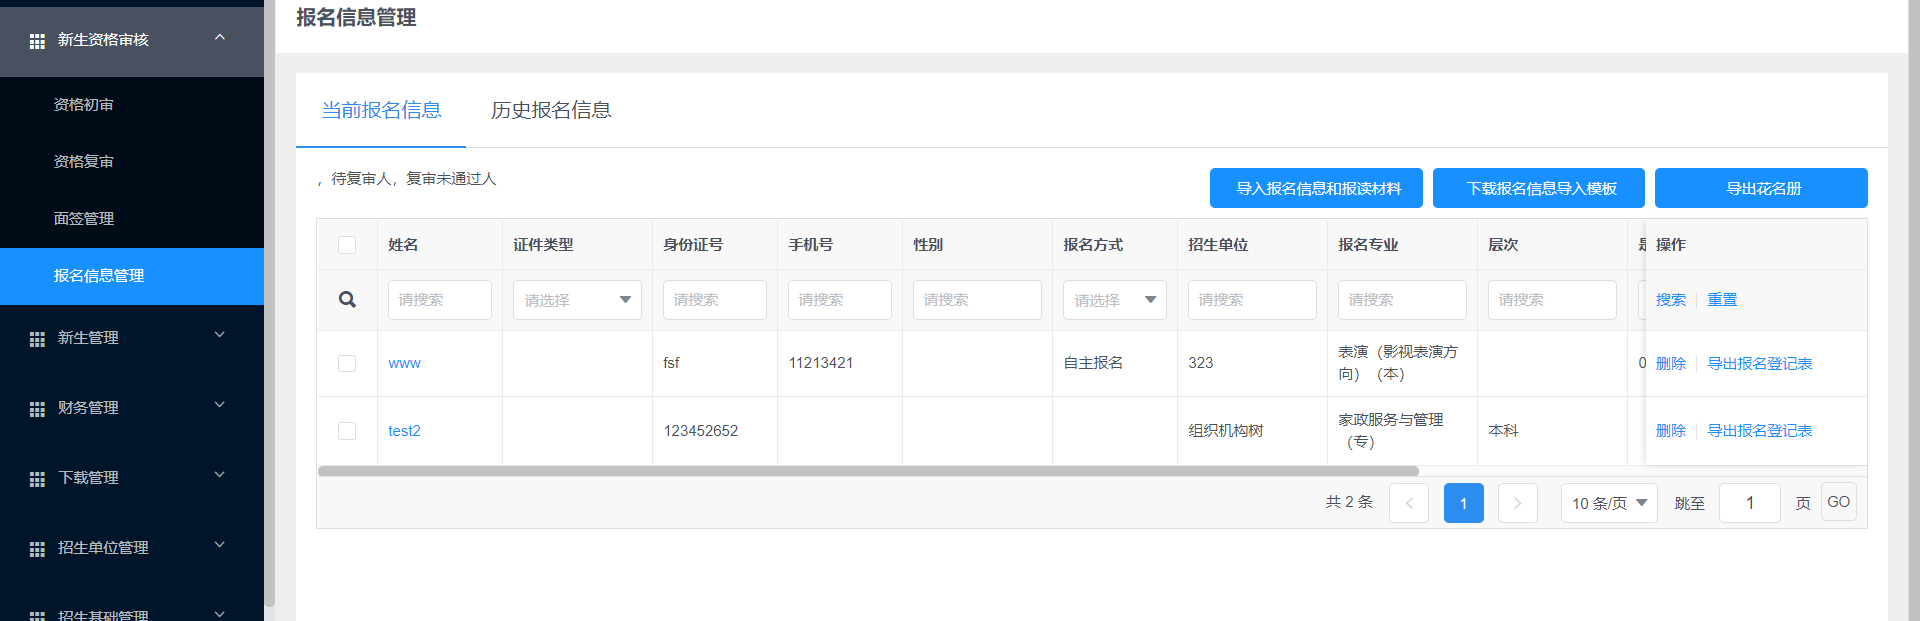 报名信息管理
新生资格审核
资格初审
资格复审
面签管理
报名信息管理
新生管理
财务管理
下载管理
招生单位管理
招生基础管理
当前报名信息 历史报名信息
，待复审人，复审未通过人
导入报名信息和报读材料 下载报名信息导入模板 导出花名册
姓名 证件类型 身份证号 手机号 性别 报名方式 招生单位 报名专业 层次 操作
请搜索 请选择 请搜索 请搜索 请搜索 请选择 请搜索 请搜索 请搜索 搜索 重置
www fsf 11213421 自主报名 323 表演（影视表演方
向）（本） 0 删除 导出报名登记表
test2 123452652 组织机构树 家政服务与管理
（专） 本科 删除 导出报名登记表
共 2 条 1 10 条/页 跳至 1 页 GO